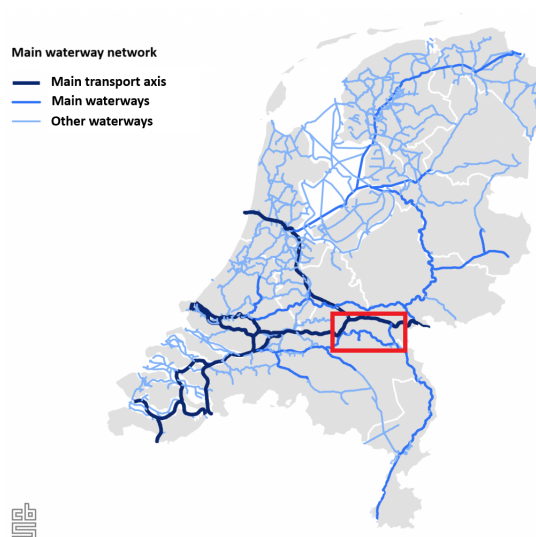 Main waterway network
Main transport axis
Main waterways
Other waterways
cbs